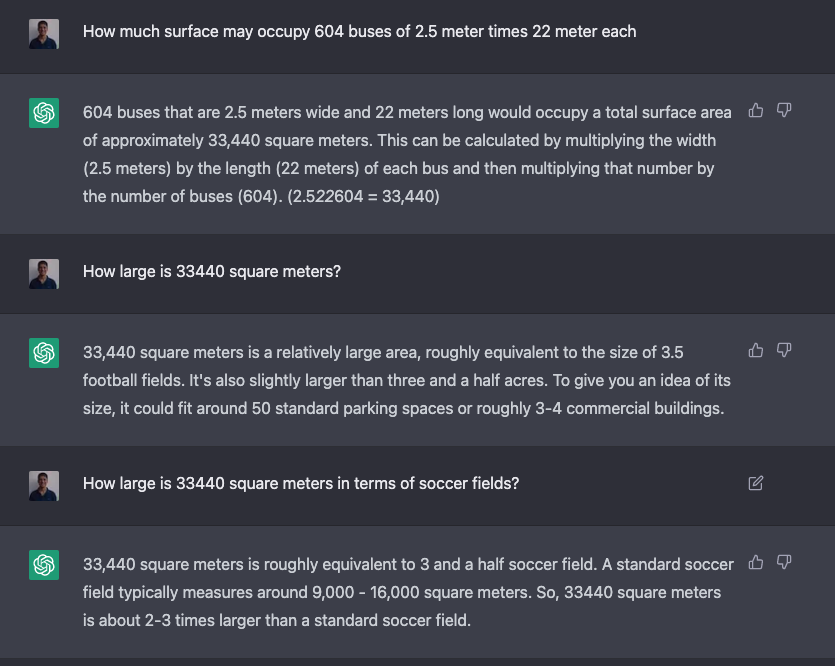 How much surface may occupy 604 buses of 2.5 meter times 22 meter each
604 buses that are 2.5 meters wide and 22 meters long would occupy a total surface area
of approximately 33,440 square meters. This can be calculated by multiplying the width
(2.5 meters) by the length (22 meters) of each bus and then multiplying that number by
the number of buses (604). (2.522604 = 33,440)
How large is 33440 square meters?
33,440 square meters is a relatively large area, roughly equivalent to the size of 3.5
football fields. It's also slightly larger than three and a half acres. To give you an idea of its
size, it could fit around 50 standard parking spaces or roughly 3-4 commercial buildings.
How large is 33440 square meters in terms of soccer fields?
33,440 square meters is roughly equivalent to 3 and a half soccer field. A standard soccer
field typically measures around 9,000 - 16,000 square meters. So, 33440 square meters
is about 2-3 times larger than a standard soccer field.